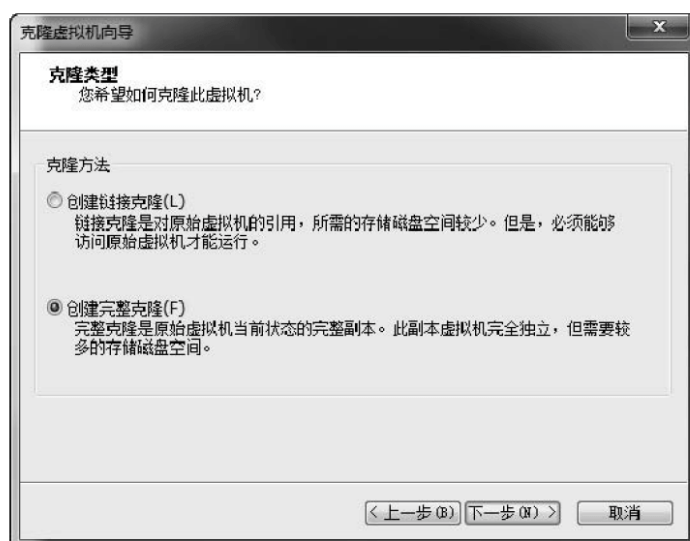 克隆虚拟机向导
克隆类型
您希望如何克隆此虚拟机?
克隆方法
创建链接克隆(L)
链接克隆是对原始虚拟机的引用，所需的存储磁盘空间较少。但是，必须能够
访问原始虚拟机才能运行。
创建完整克隆(F)
完整克隆是原始虚拟机当前状态的完整副本。此副本虚拟机完全独立，但需要较
多的存储磁盘空间。
< 上一步(B) 下一步(N) > 取消